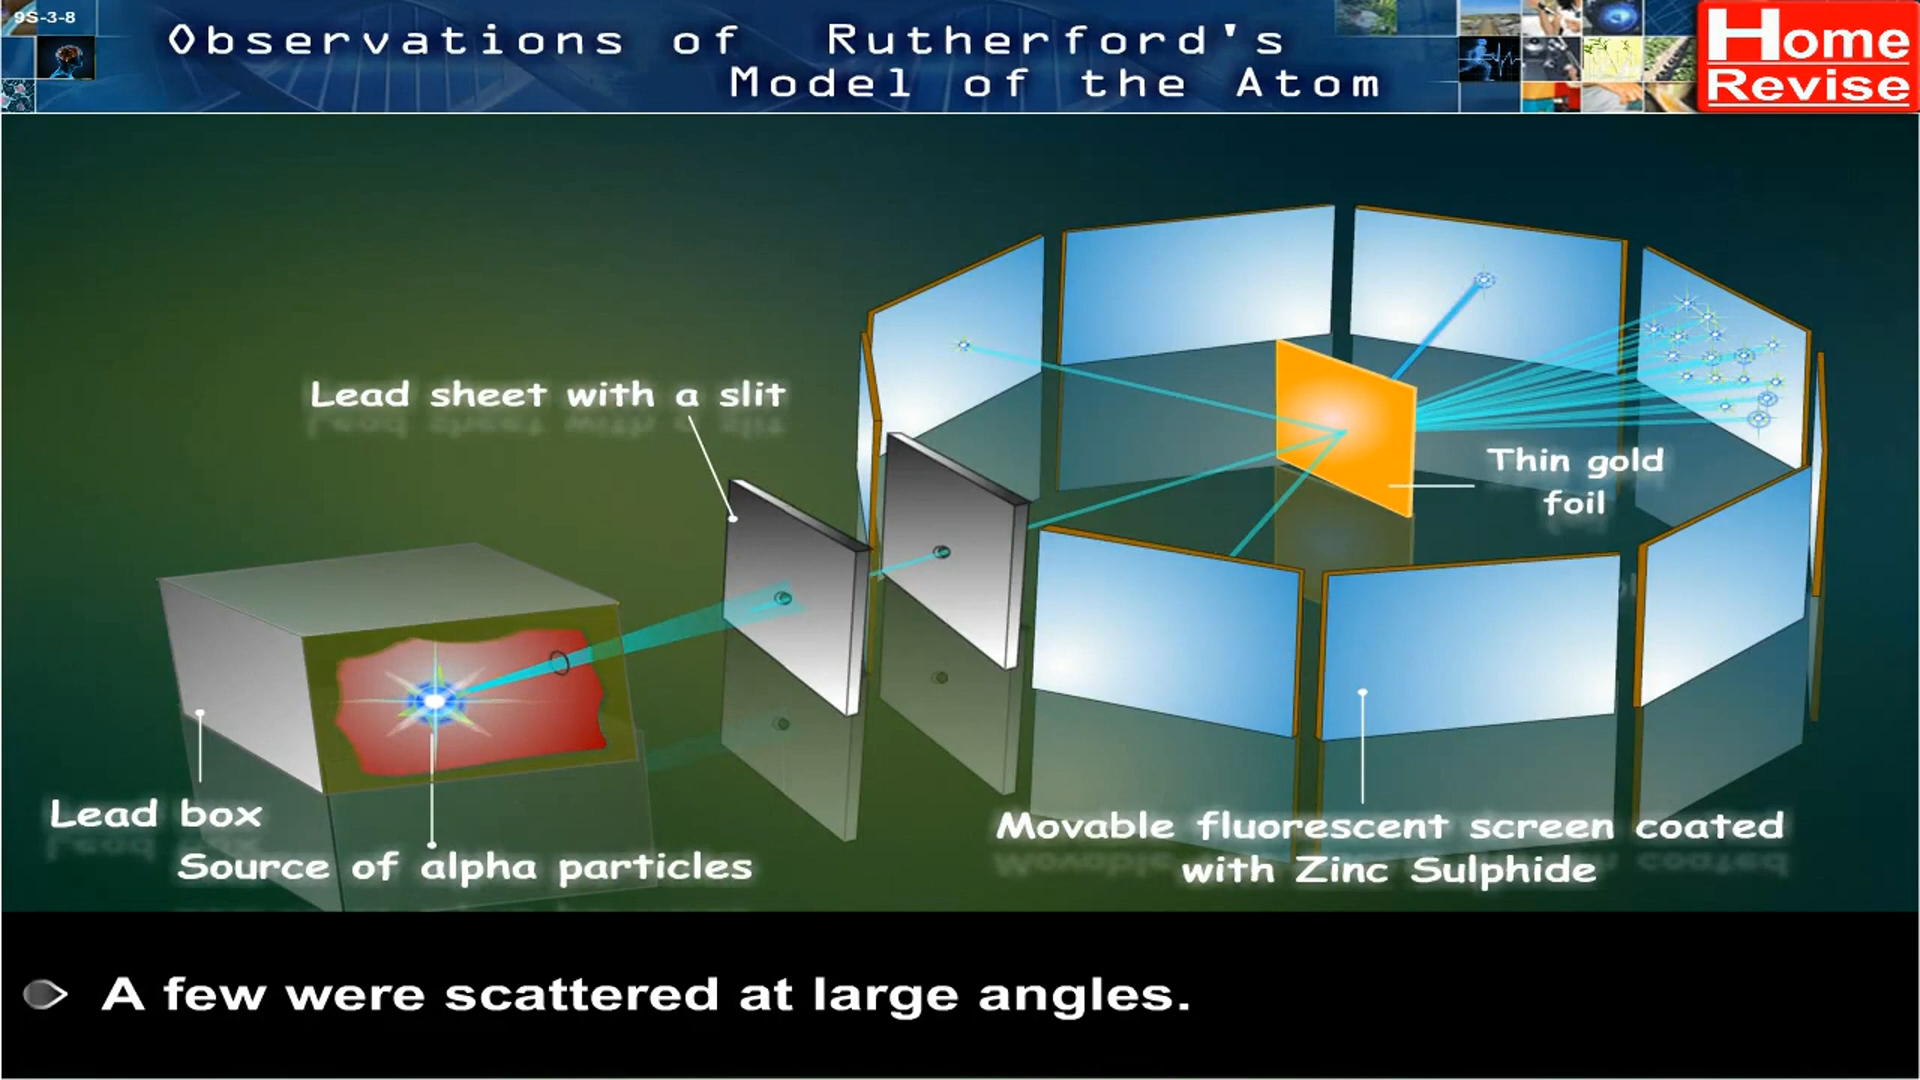 9S-3-8
Observations of Rutherford's
Model of the Atom
Home
Revise
Lead sheet with a slit
Thin gold
foil
Lead box
Source of alpha particles
Movable fluorescent screen coated
with Zinc Sulphide
A few were scattered at large angles.